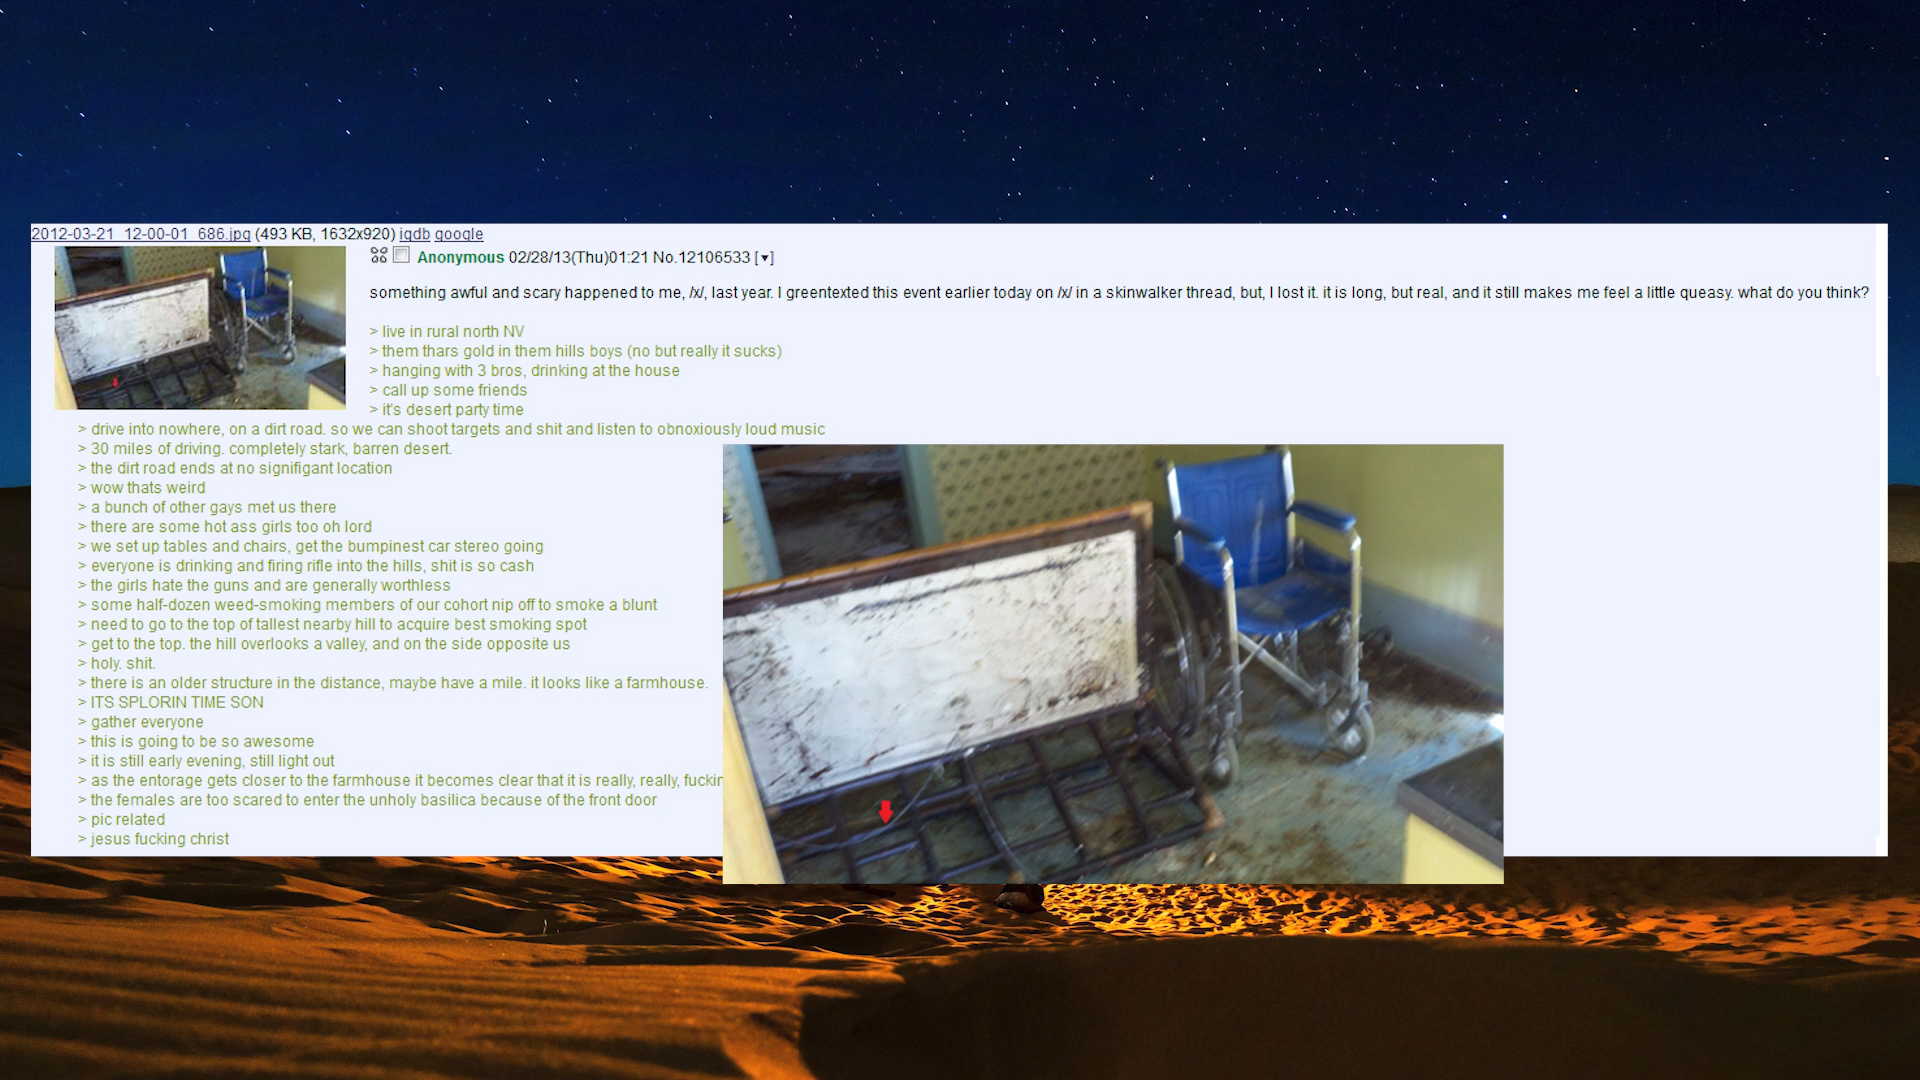 2012-03-21_12-00-01_686.jpg (493 KB, 1632x920) iqdb google
Anonymous 02/28/13(Thu)01:21 No.12106533 [▾]
something awful and scary happened to me, /x/, last year. I greentexted this event earlier today on /x/ in a skinwalker thread, but, I lost it. it is long, but real, and it still makes me feel a little queasy. what do you think?
> live in rural north NV
> them thars gold in them hills boys (no but really it sucks)
> hanging with 3 bros, drinking at the house
> call up some friends
> it's desert party time
> drive into nowhere, on a dirt road. so we can shoot targets and shit and listen to obnoxiously loud music
> 30 miles of driving. completely stark, barren desert.
> the dirt road ends at no signifigant location
> wow thats weird
> a bunch of other gays met us there
> there are some hot ass girls too oh lord
> we set up tables and chairs, get the bumpinest car stereo going
> everyone is drinking and firing rifle into the hills, shit is so cash
> the girls hate the guns and are generally worthless
> some half-dozen weed-smoking members of our cohort nip off to smoke a blunt
> need to go to the top of tallest nearby hill to acquire best smoking spot
> get to the top. the hill overlooks a valley, and on the side opposite us
> holy. shit.
> there is an older structure in the distance, maybe have a mile. it looks like a farmhouse.
> ITS SPLORIN TIME SON
> gather everyone
> this is going to be so awesome
> it is still early evening, still light out
> as the entorage gets closer to the farmhouse it becomes clear that it is really, really, fuckin
> the females are too scared to enter the unholy basilica because of the front door
> pic related
> jesus fucking christ